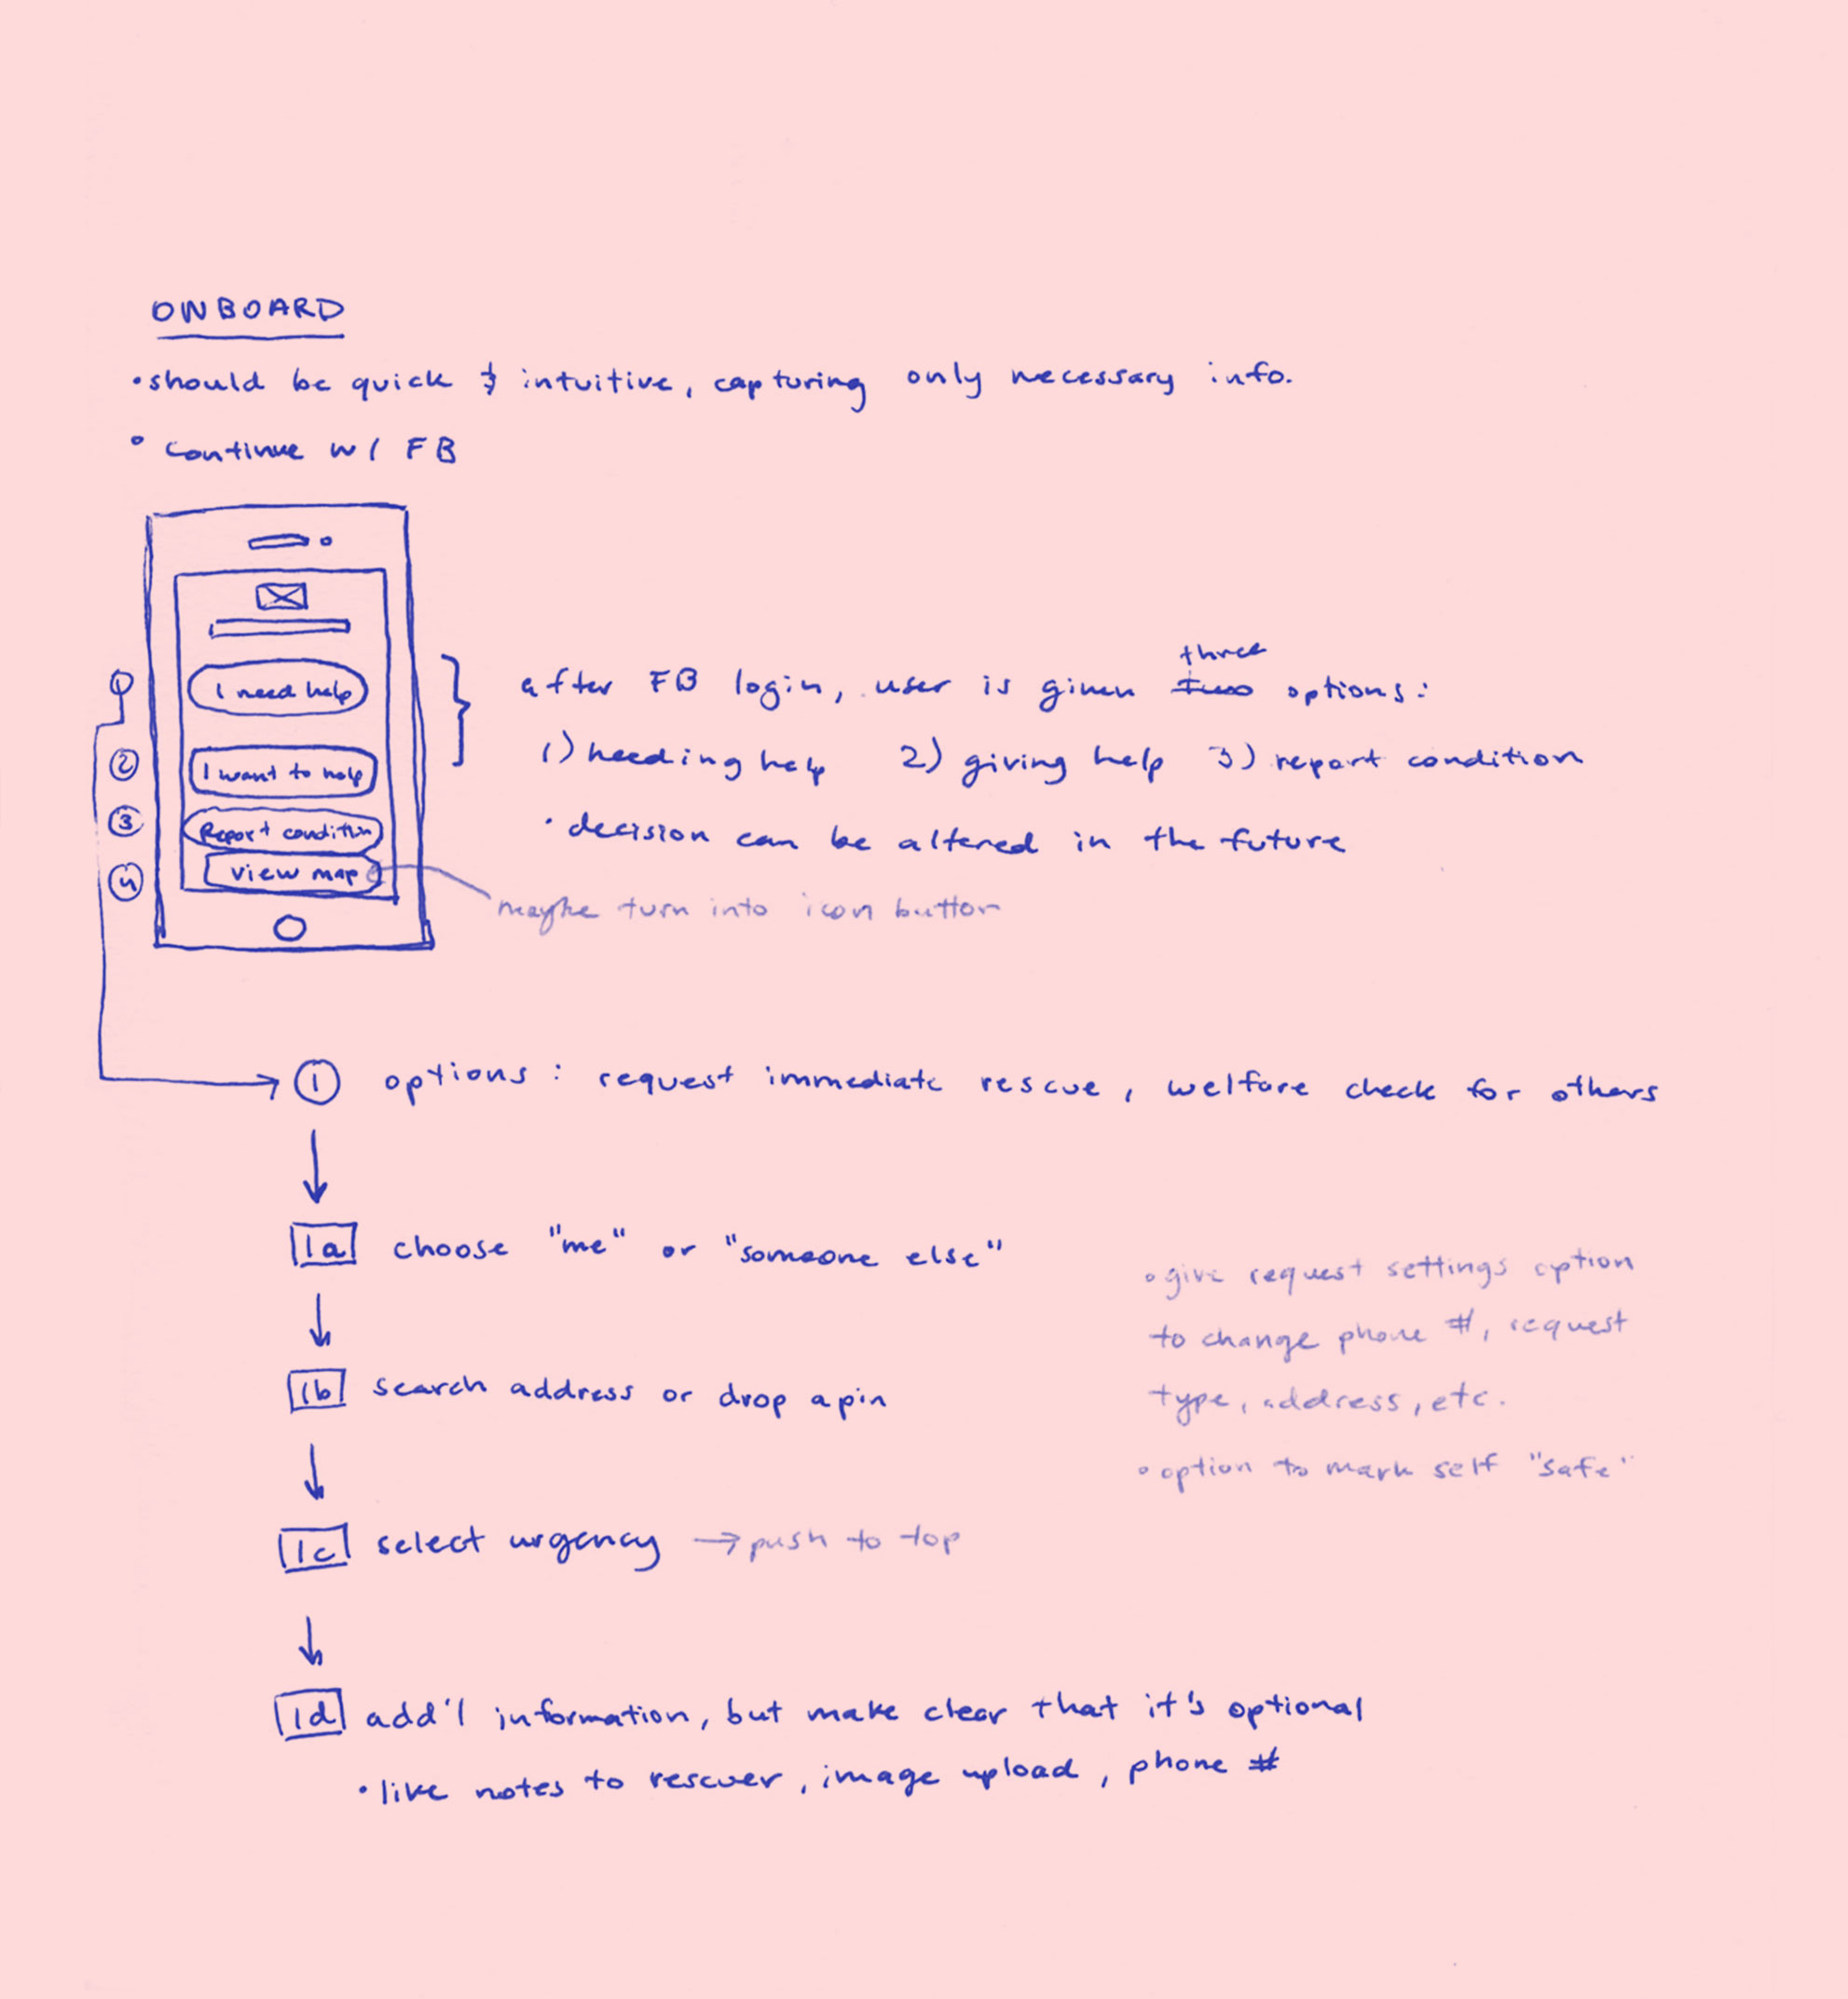 ONBOARD
•should be quick & intuitive, capturing only necessary info.
• continue w/ FB
three
after FB login, user is given two options:
1) needing help 2) giving help 3) report condition
• decision can be altered in the future
1
I need help
2
I want to help
3
Report condition
4
view map
maybe turn into icon button
1 options: request immediate rescue, welfare check for others
1a choose "me" or "someone else"
1b search address or drop a pin
1c select urgency → push to top
1d add'l information, but make clear that it's optional
• like notes to rescuer, image upload, phone #
• give request settings option
to change phone #, request
type, address, etc.
• option to mark self "safe"